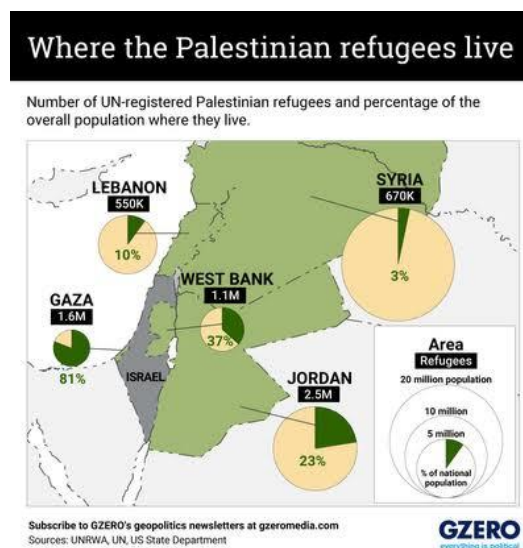 Where the Palestinian refugees live
Number of UN-registered Palestinian refugees and percentage of the
overall population where they live.
LEBANON
550K
10%
SYRIA
670K
3%
WEST BANK
1.1M
37%
GAZA
1.6M
81%
ISRAEL
JORDAN
2.5M
23%
Area
Refugees
20 million population
10 million
5 million
% of national
population
Subscribe to GZERO's geopolitics newsletters at gzeromedia.com
Sources: UNRWA, UN, US State Department
GZERO
everything is political